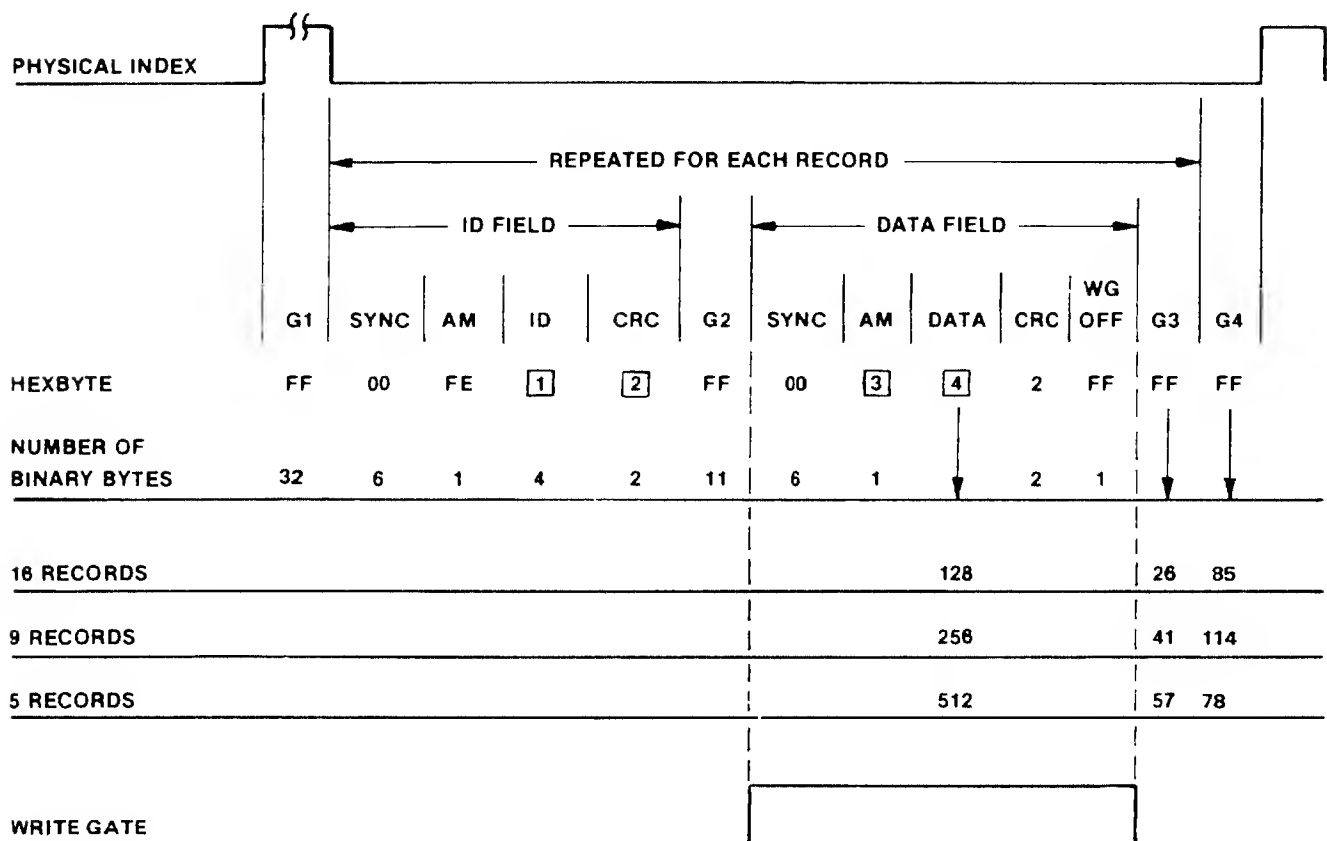 PHYSICAL INDEX
REPEATED FOR EACH RECORD
ID FIELD DATA FIELD
WG
G1 SYNC AM ID CRC G2 SYNC AM DATA CRC OFF G3 G4
HEXBYTE FF 00 FE 1 2 FF 00 3 4 2 FF FF FF
NUMBER OF
BINARY BYTES 32 6 1 4 2 11 6 1 2 1
16 RECORDS 128 26 85
9 RECORDS 256 41 114
5 RECORDS 512 57 78
WRITE GATE